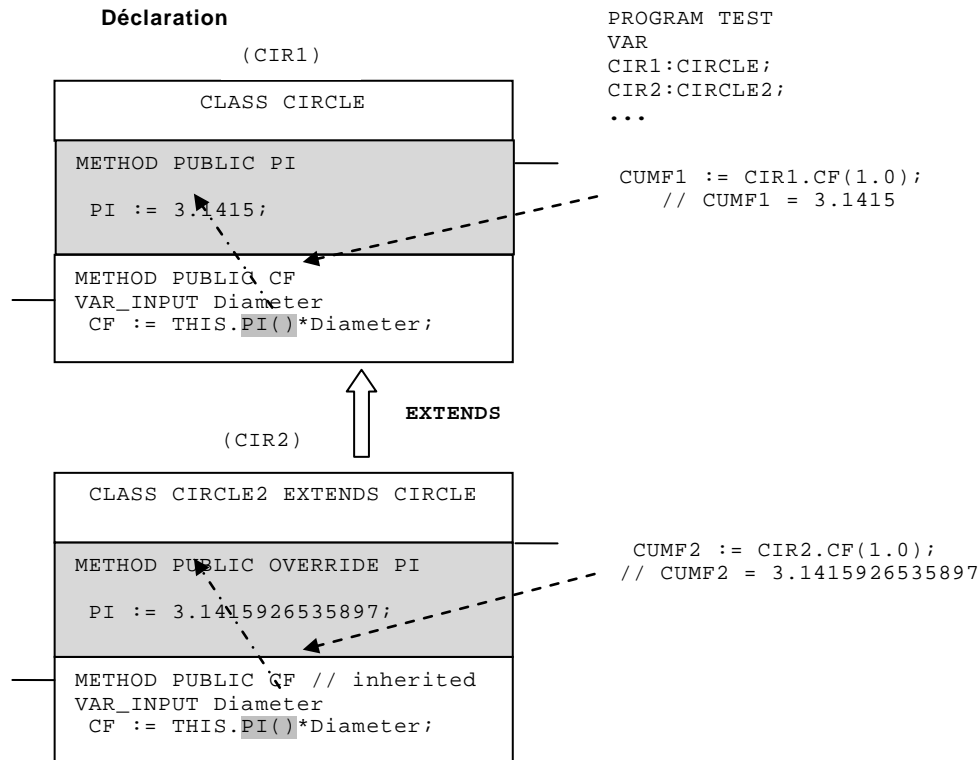 Déclaration
(CIR1)
CLASS CIRCLE
METHOD PUBLIC PI
PI := 3.1415;
METHOD PUBLIC CF
VAR_INPUT Diameter
CF := THIS.PI()*Diameter;
EXTENDS
(CIR2)
CLASS CIRCLE2 EXTENDS CIRCLE
METHOD PUBLIC OVERRIDE PI
PI := 3.1415926535897;
METHOD PUBLIC CF // inherited
VAR_INPUT Diameter
CF := THIS.PI()*Diameter;
PROGRAM TEST
VAR
CIR1:CIRCLE;
CIR2:CIRCLE2;
...
CUMF1 := CIR1.CF(1.0);
// CUMF1 = 3.1415
CUMF2 := CIR2.CF(1.0);
// CUMF2 = 3.1415926535897